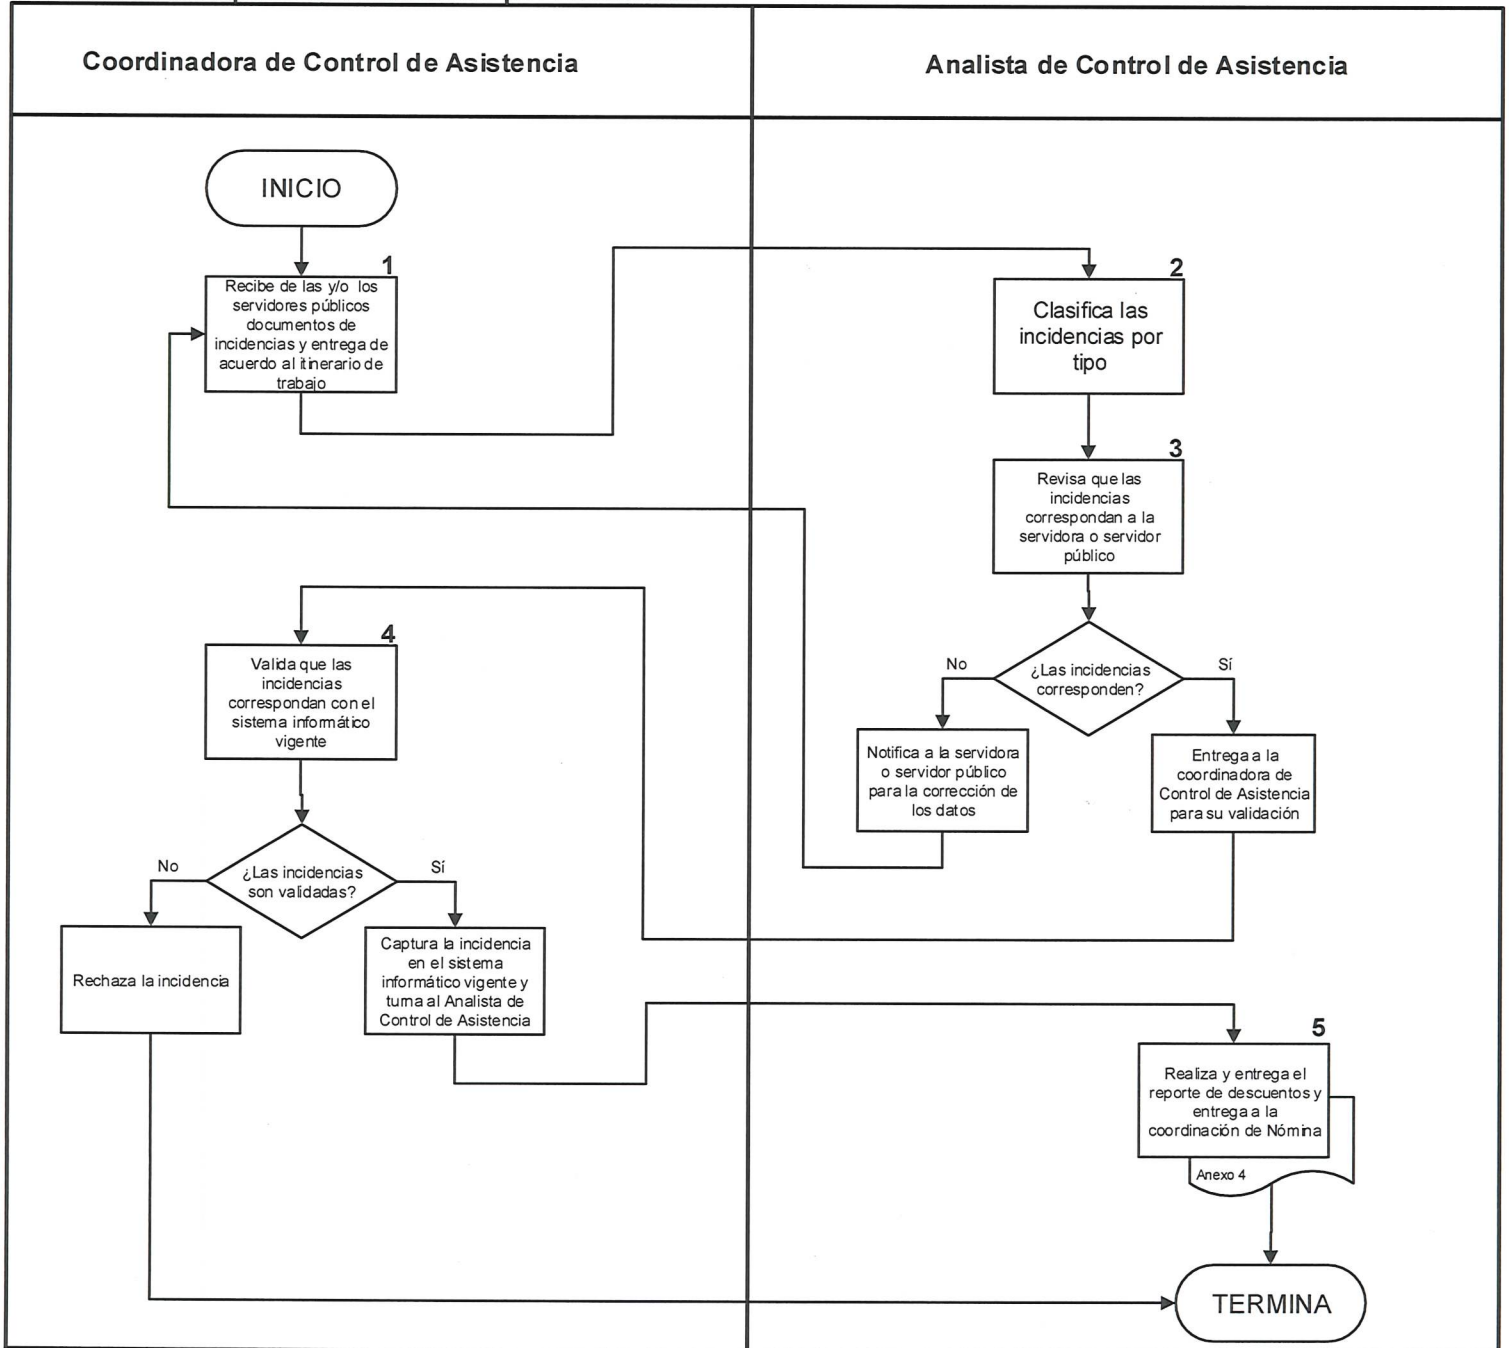 Coordinadora de Control de Asistencia
Analista de Control de Asistencia
INICIO
1
Recibe de las y/o los
servidores públicos
documentos de
incidencias y entrega de
acuerdo al itinerario de
trabajo
2
Clasifica las
incidencias por
tipo
3
Revisa que las
incidencias
correspondan a la
servidora o servidor
público
¿Las incidencias
corresponden?
No
Sí
Notifica a la servidora
o servidor público
para la corrección de
los datos
Entrega a la
coordinadora de
Control de Asistencia
para su validación
4
Valida que las
incidencias
correspondan con el
sistema informático
vigente
¿Las incidencias
son validadas?
No
Sí
Rechaza la incidencia
Captura la incidencia
en el sistema
informático vigente y
turna al Analista de
Control de Asistencia
5
Realiza y entrega el
reporte de descuentos y
entrega a la
coordinación de Nómina
Anexo 4
TERMINA